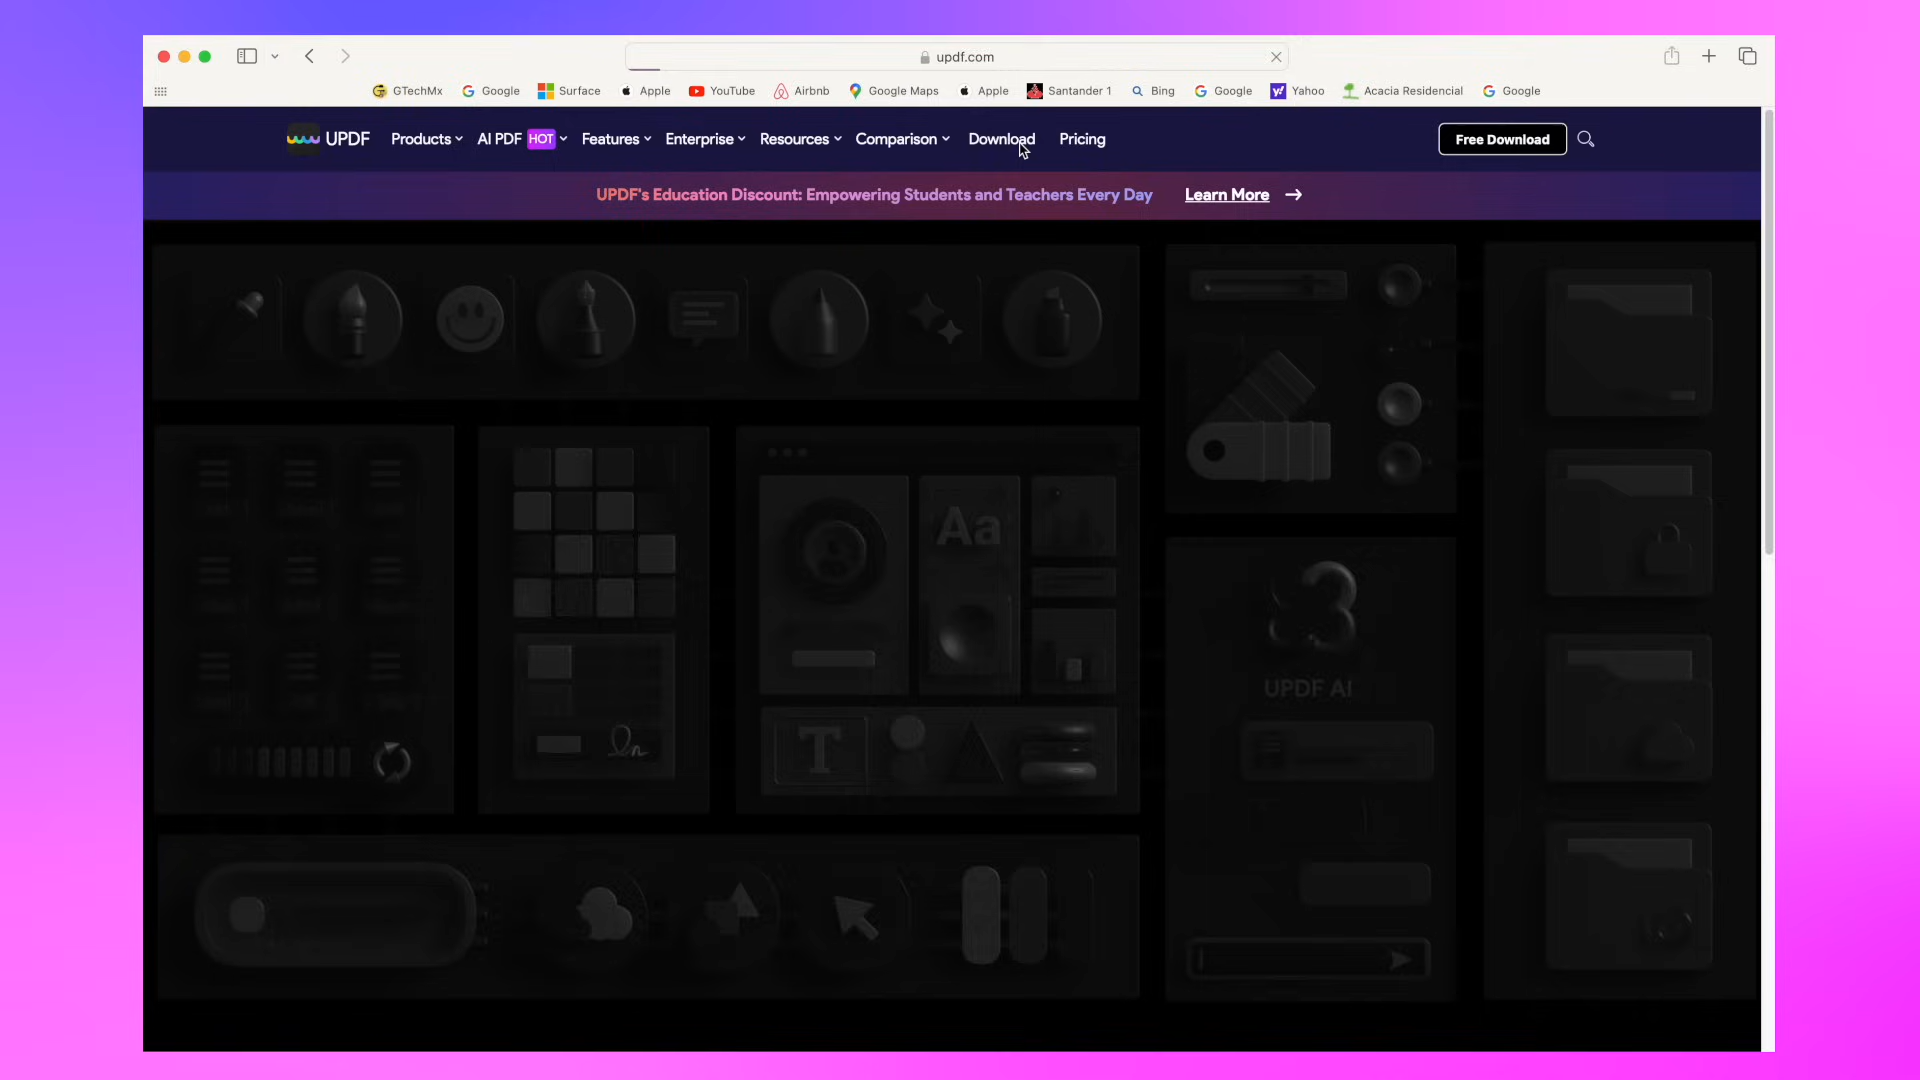 updf.com
GTechMx Google Surface Apple YouTube Airbnb Google Maps Apple Santander 1 Bing Google Yahoo Acacia Residencial Google
UPDF Products AI PDF HOT Features Enterprise Resources Comparison Download Pricing Free Download
UPDF's Education Discount: Empowering Students and Teachers Every Day Learn More →
Aa
UPDF AI
T